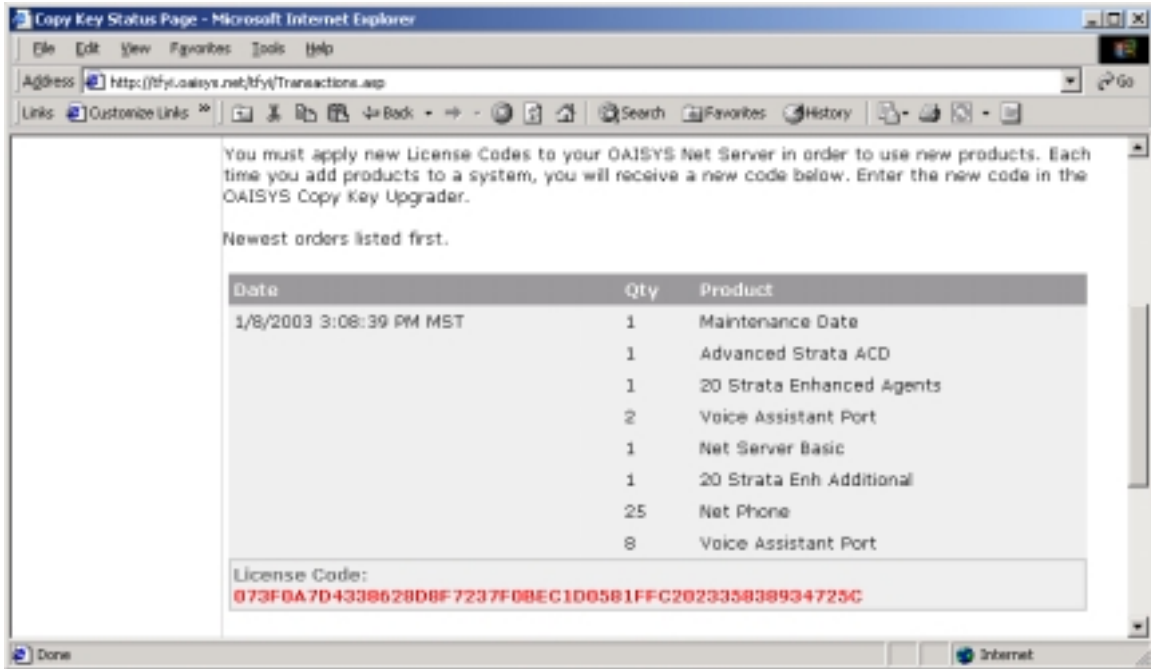 Copy Key Status Page - Microsoft Internet Explorer
File Edit View Favorites Tools Help
Address http://tfyi.oaisys.net/tfyi/Transactions.asp Go
Links Customize Links » Back Search Favorites History
You must apply new License Codes to your OAISYS Net Server in order to use new products. Each
time you add products to a system, you will receive a new code below. Enter the new code in the
OAISYS Copy Key Upgrader.
Newest orders listed first.
Date Qty Product
1/8/2003 3:08:39 PM MST 1 Maintenance Date
1 Advanced Strata ACD
1 20 Strata Enhanced Agents
2 Voice Assistant Port
1 Net Server Basic
1 20 Strata Enh Additional
25 Net Phone
8 Voice Assistant Port
License Code:
073F0A7D4338628D8F7237F0BEC1D0581FFC202335838934725C
Done Internet